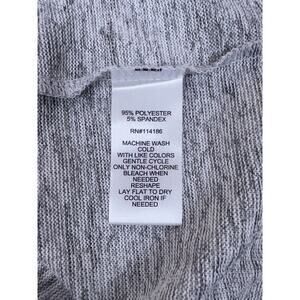 95% POLYESTER
5% SPANDEX
RN#114186
MACHINE WASH
COLD
WITH LIKE COLORS
GENTLE CYCLE
ONLY NON-CHLORINE
BLEACH WHEN
NEEDED
RESHAPE
LAY FLAT TO DRY
COOL IRON IF
NEEDED